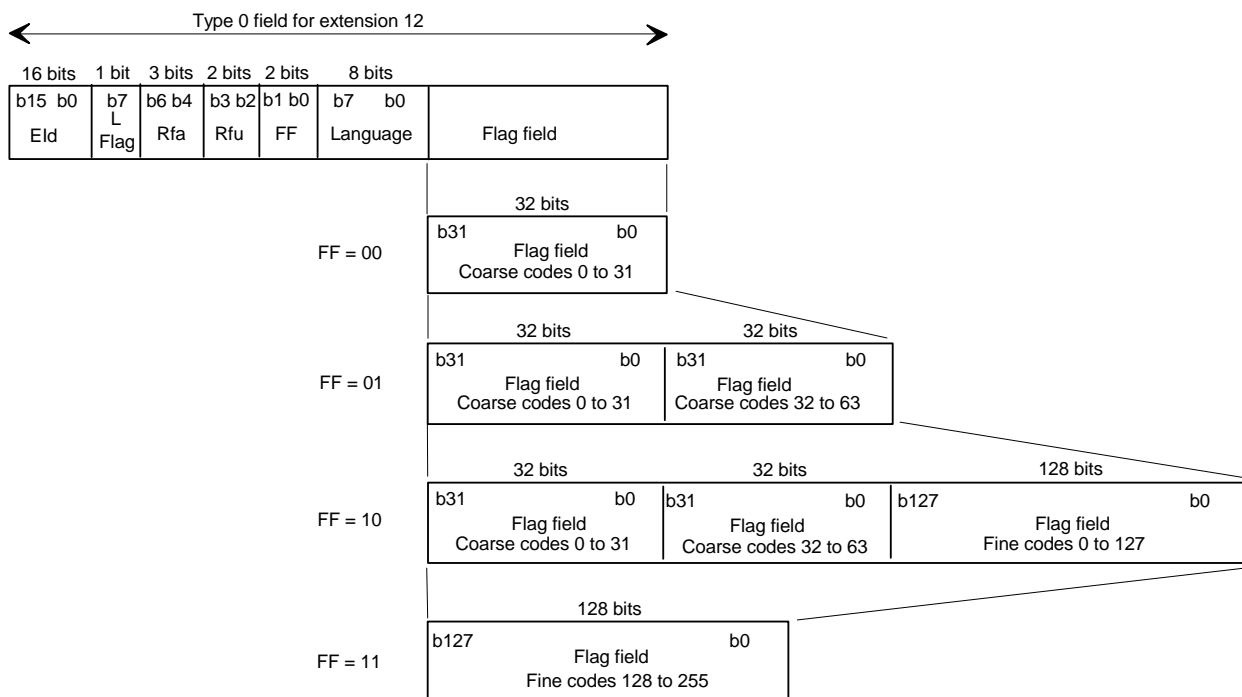 Type 0 field for extension 12
16 bits 1 bit 3 bits 2 bits 2 bits 8 bits
b15 b0 b7 b6 b4 b3 b2 b1 b0 b7 b0
L
EId Flag Rfa Rfu FF Language Flag field
32 bits
b31 b0
FF = 00 Flag field
Coarse codes 0 to 31
32 bits 32 bits
b31 b0 b31 b0
FF = 01 Flag field Flag field
Coarse codes 0 to 31 Coarse codes 32 to 63
32 bits 32 bits 128 bits
b31 b0 b31 b0 b127 b0
FF = 10 Flag field Flag field Flag field
Coarse codes 0 to 31 Coarse codes 32 to 63 Fine codes 0 to 127
128 bits
b127 b0
FF = 11 Flag field
Fine codes 128 to 255